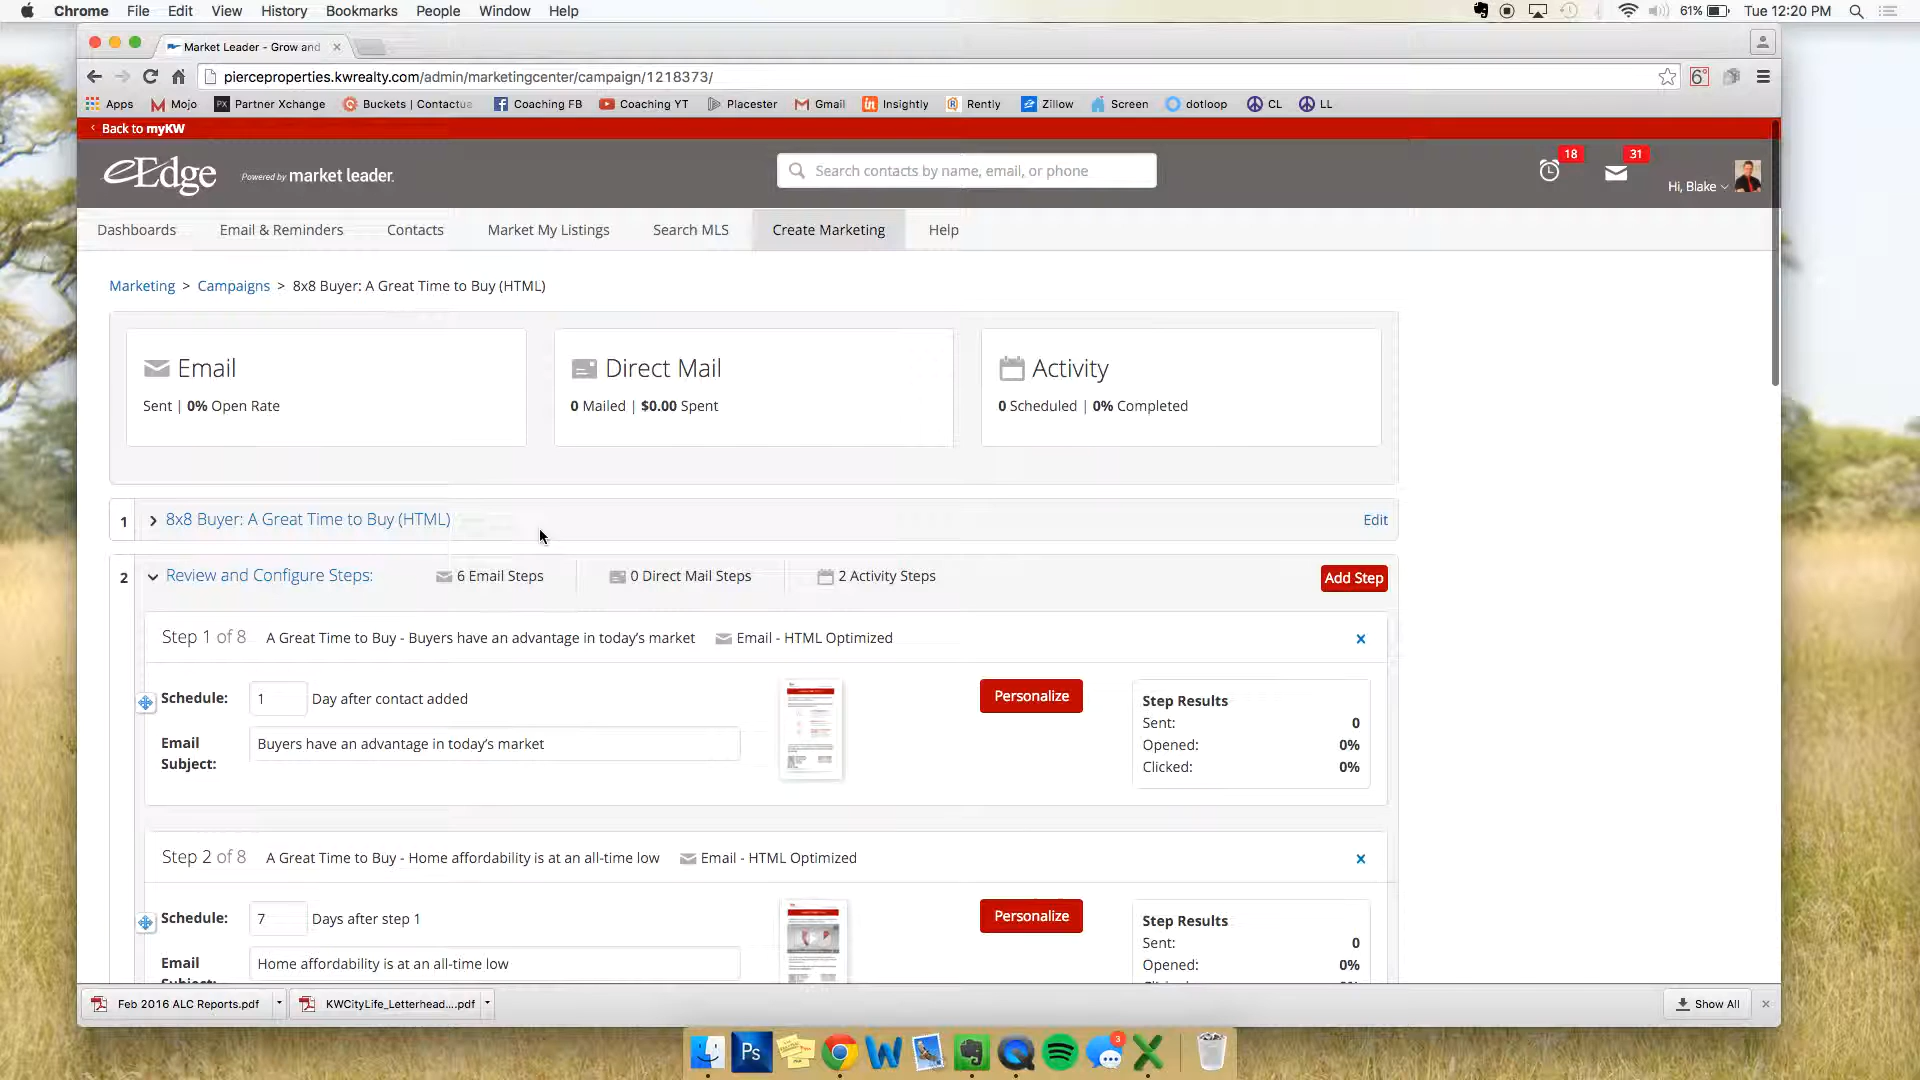 Chrome File Edit View History Bookmarks People Window Help 61% Tue 12:20 PM
Market Leader - Grow and
pierceproperties.kwrealty.com/admin/marketingcenter/campaign/1218373/
Apps Mojo Partner Xchange Buckets | Contactua Coaching FB Coaching YT Placester Gmail Insightly Rently Zillow Screen dotloop CL LL
Back to myKW
eEdge Powered by market leader. Search contacts by name, email, or phone 18 31 Hi, Blake
Dashboards Email & Reminders Contacts Market My Listings Search MLS Create Marketing Help
Marketing > Campaigns > 8x8 Buyer: A Great Time to Buy (HTML)
Email Direct Mail Activity
Sent | 0% Open Rate 0 Mailed | $0.00 Spent 0 Scheduled | 0% Completed
1 8x8 Buyer: A Great Time to Buy (HTML) Edit
2 Review and Configure Steps: 6 Email Steps 0 Direct Mail Steps 2 Activity Steps Add Step
Step 1 of 8 A Great Time to Buy - Buyers have an advantage in today's market Email - HTML Optimized
Schedule: 1 Day after contact added Personalize Step Results
Sent: 0
Email Subject: Buyers have an advantage in today's market Opened: 0%
Clicked: 0%
Step 2 of 8 A Great Time to Buy - Home affordability is at an all-time low Email - HTML Optimized
Schedule: 7 Days after step 1 Personalize Step Results
Sent: 0
Email Home affordability is at an all-time low Opened: 0%
Feb 2016 ALC Reports.pdf KWCityLife_Letterhead....pdf Show All
Ps W 3